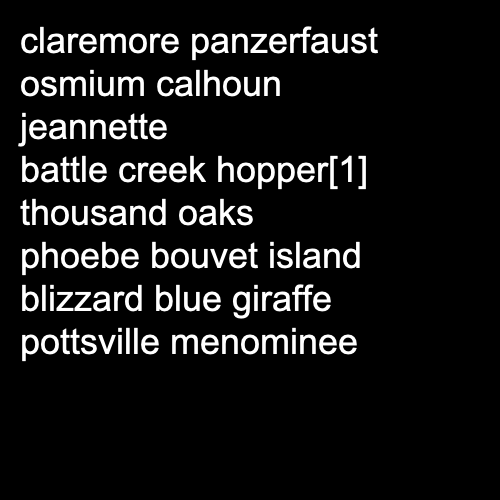 claremore panzerfaust
osmium calhoun
jeannette
battle creek hopper[1]
thousand oaks
phoebe bouvet island
blizzard blue giraffe
pottsville menominee